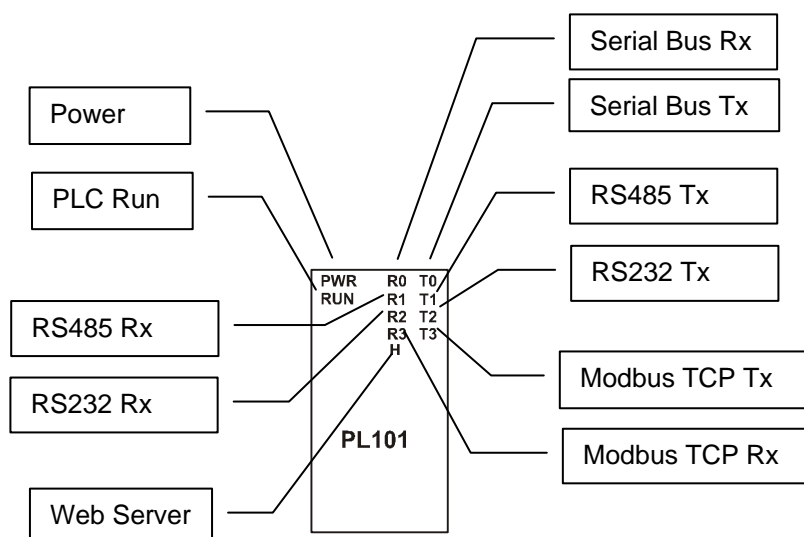 Serial Bus Rx
Power
Serial Bus Tx
PLC Run
RS485 Tx
RS232 Tx
PWR R0 T0
RUN R1 T1
R2 T2
R3 T3
H
RS485 Rx
RS232 Rx
Modbus TCP Tx
PL101
Modbus TCP Rx
Web Server